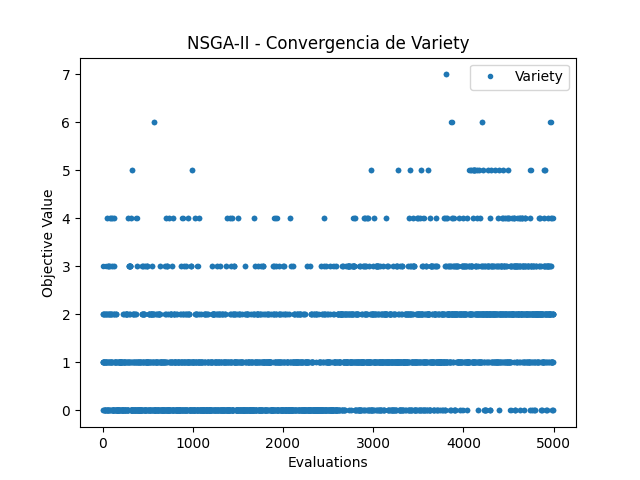 NSGA-II - Convergencia de Variety
Variety
Objective Value
7
6
5
4
3
2
1
0
0 1000 2000 3000 4000 5000
Evaluations